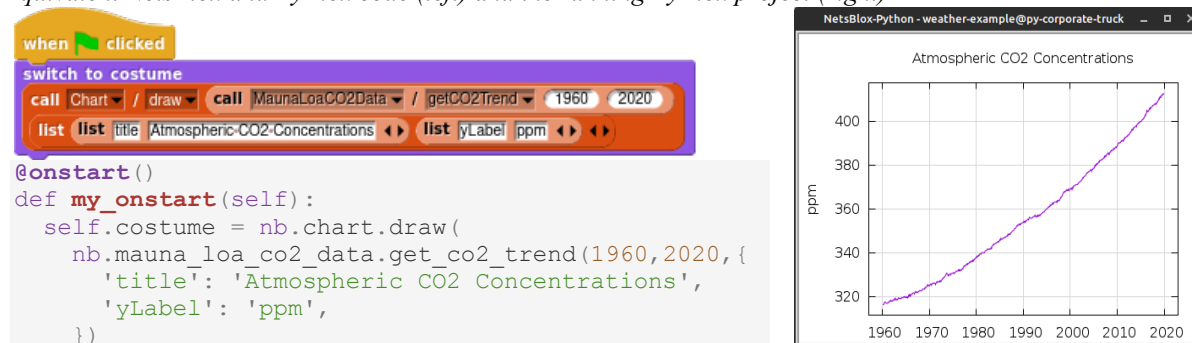 when clicked
switch to costume
call Chart / draw call MaunaLoaCO2Data / getCO2Trend 1960 2020
list list title Atmospheric CO2 Concentrations list yLabel ppm
@onstart()
def my_onstart(self):
  self.costume = nb.chart.draw(
    nb.mauna_loa_co2_data.get_co2_trend(1960,2020,{
      'title': 'Atmospheric CO2 Concentrations',
      'yLabel': 'ppm',
    })
NetsBlox-Python - weather-example@py-corporate-truck
Atmospheric CO2 Concentrations
400
380
360
340
320
ppm
1960 1970 1980 1990 2000 2010 2020